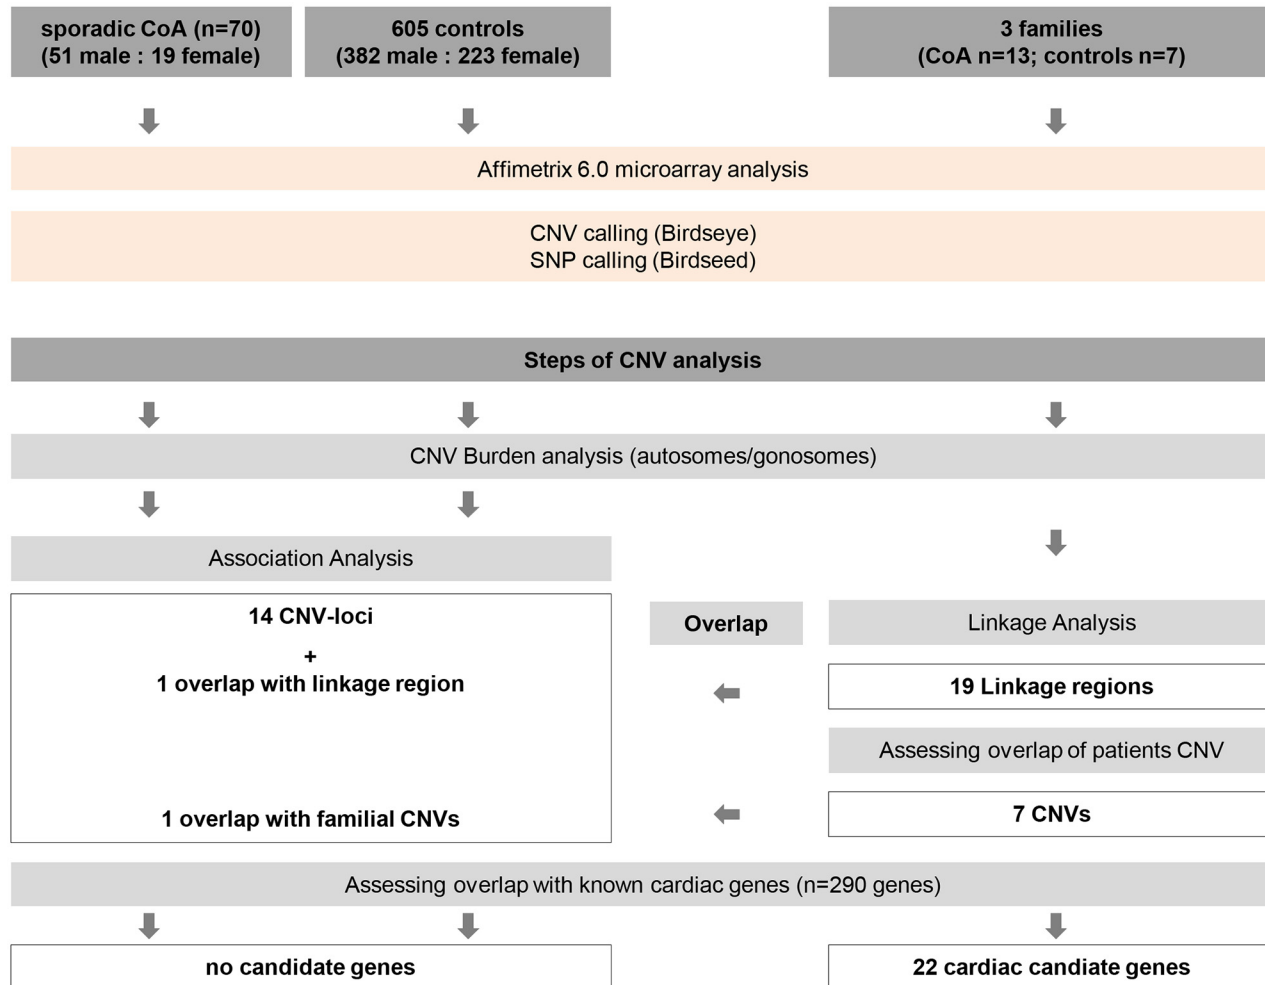 sporadic CoA (n=70)
(51 male : 19 female)
605 controls
(382 male : 223 female)
3 families
(CoA n=13; controls n=7)
Affimetrix 6.0 microarray analysis
CNV calling (Birdseye)
SNP calling (Birdseed)
Steps of CNV analysis
CNV Burden analysis (autosomes/gonosomes)
Association Analysis
14 CNV-loci
+
1 overlap with linkage region
1 overlap with familial CNVs
Overlap
Linkage Analysis
19 Linkage regions
Assessing overlap of patients CNV
7 CNVs
Assessing overlap with known cardiac genes (n=290 genes)
no candidate genes
22 cardiac candiate genes